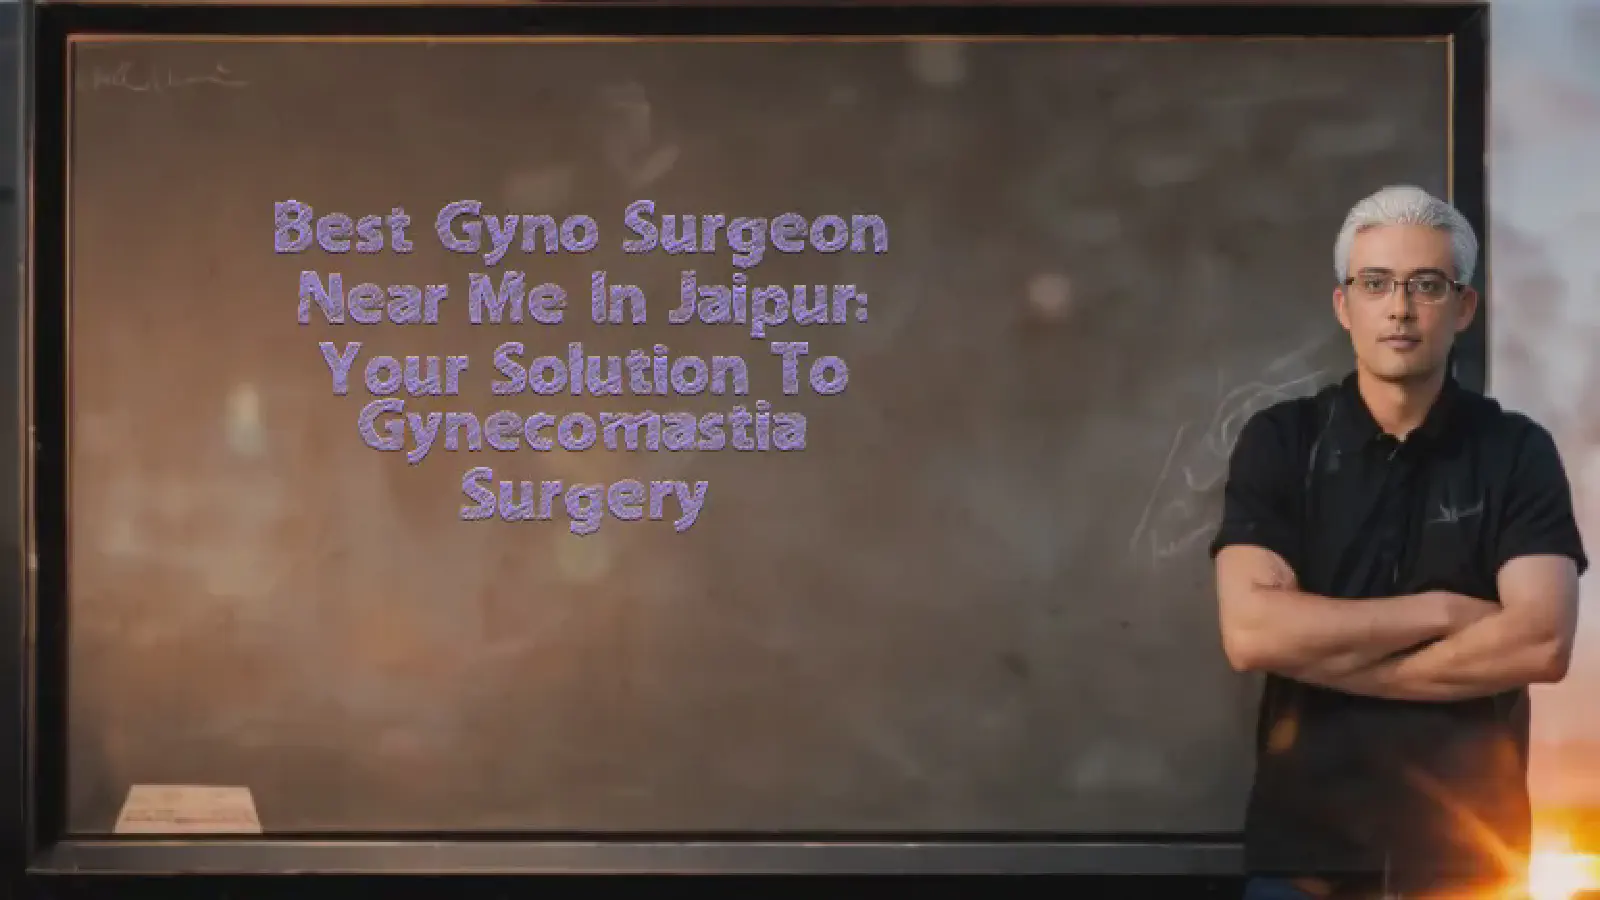 Best Gyno Surgeon
Near Me In Jaipur:
Your Solution To
Gynecomastia
Surgery